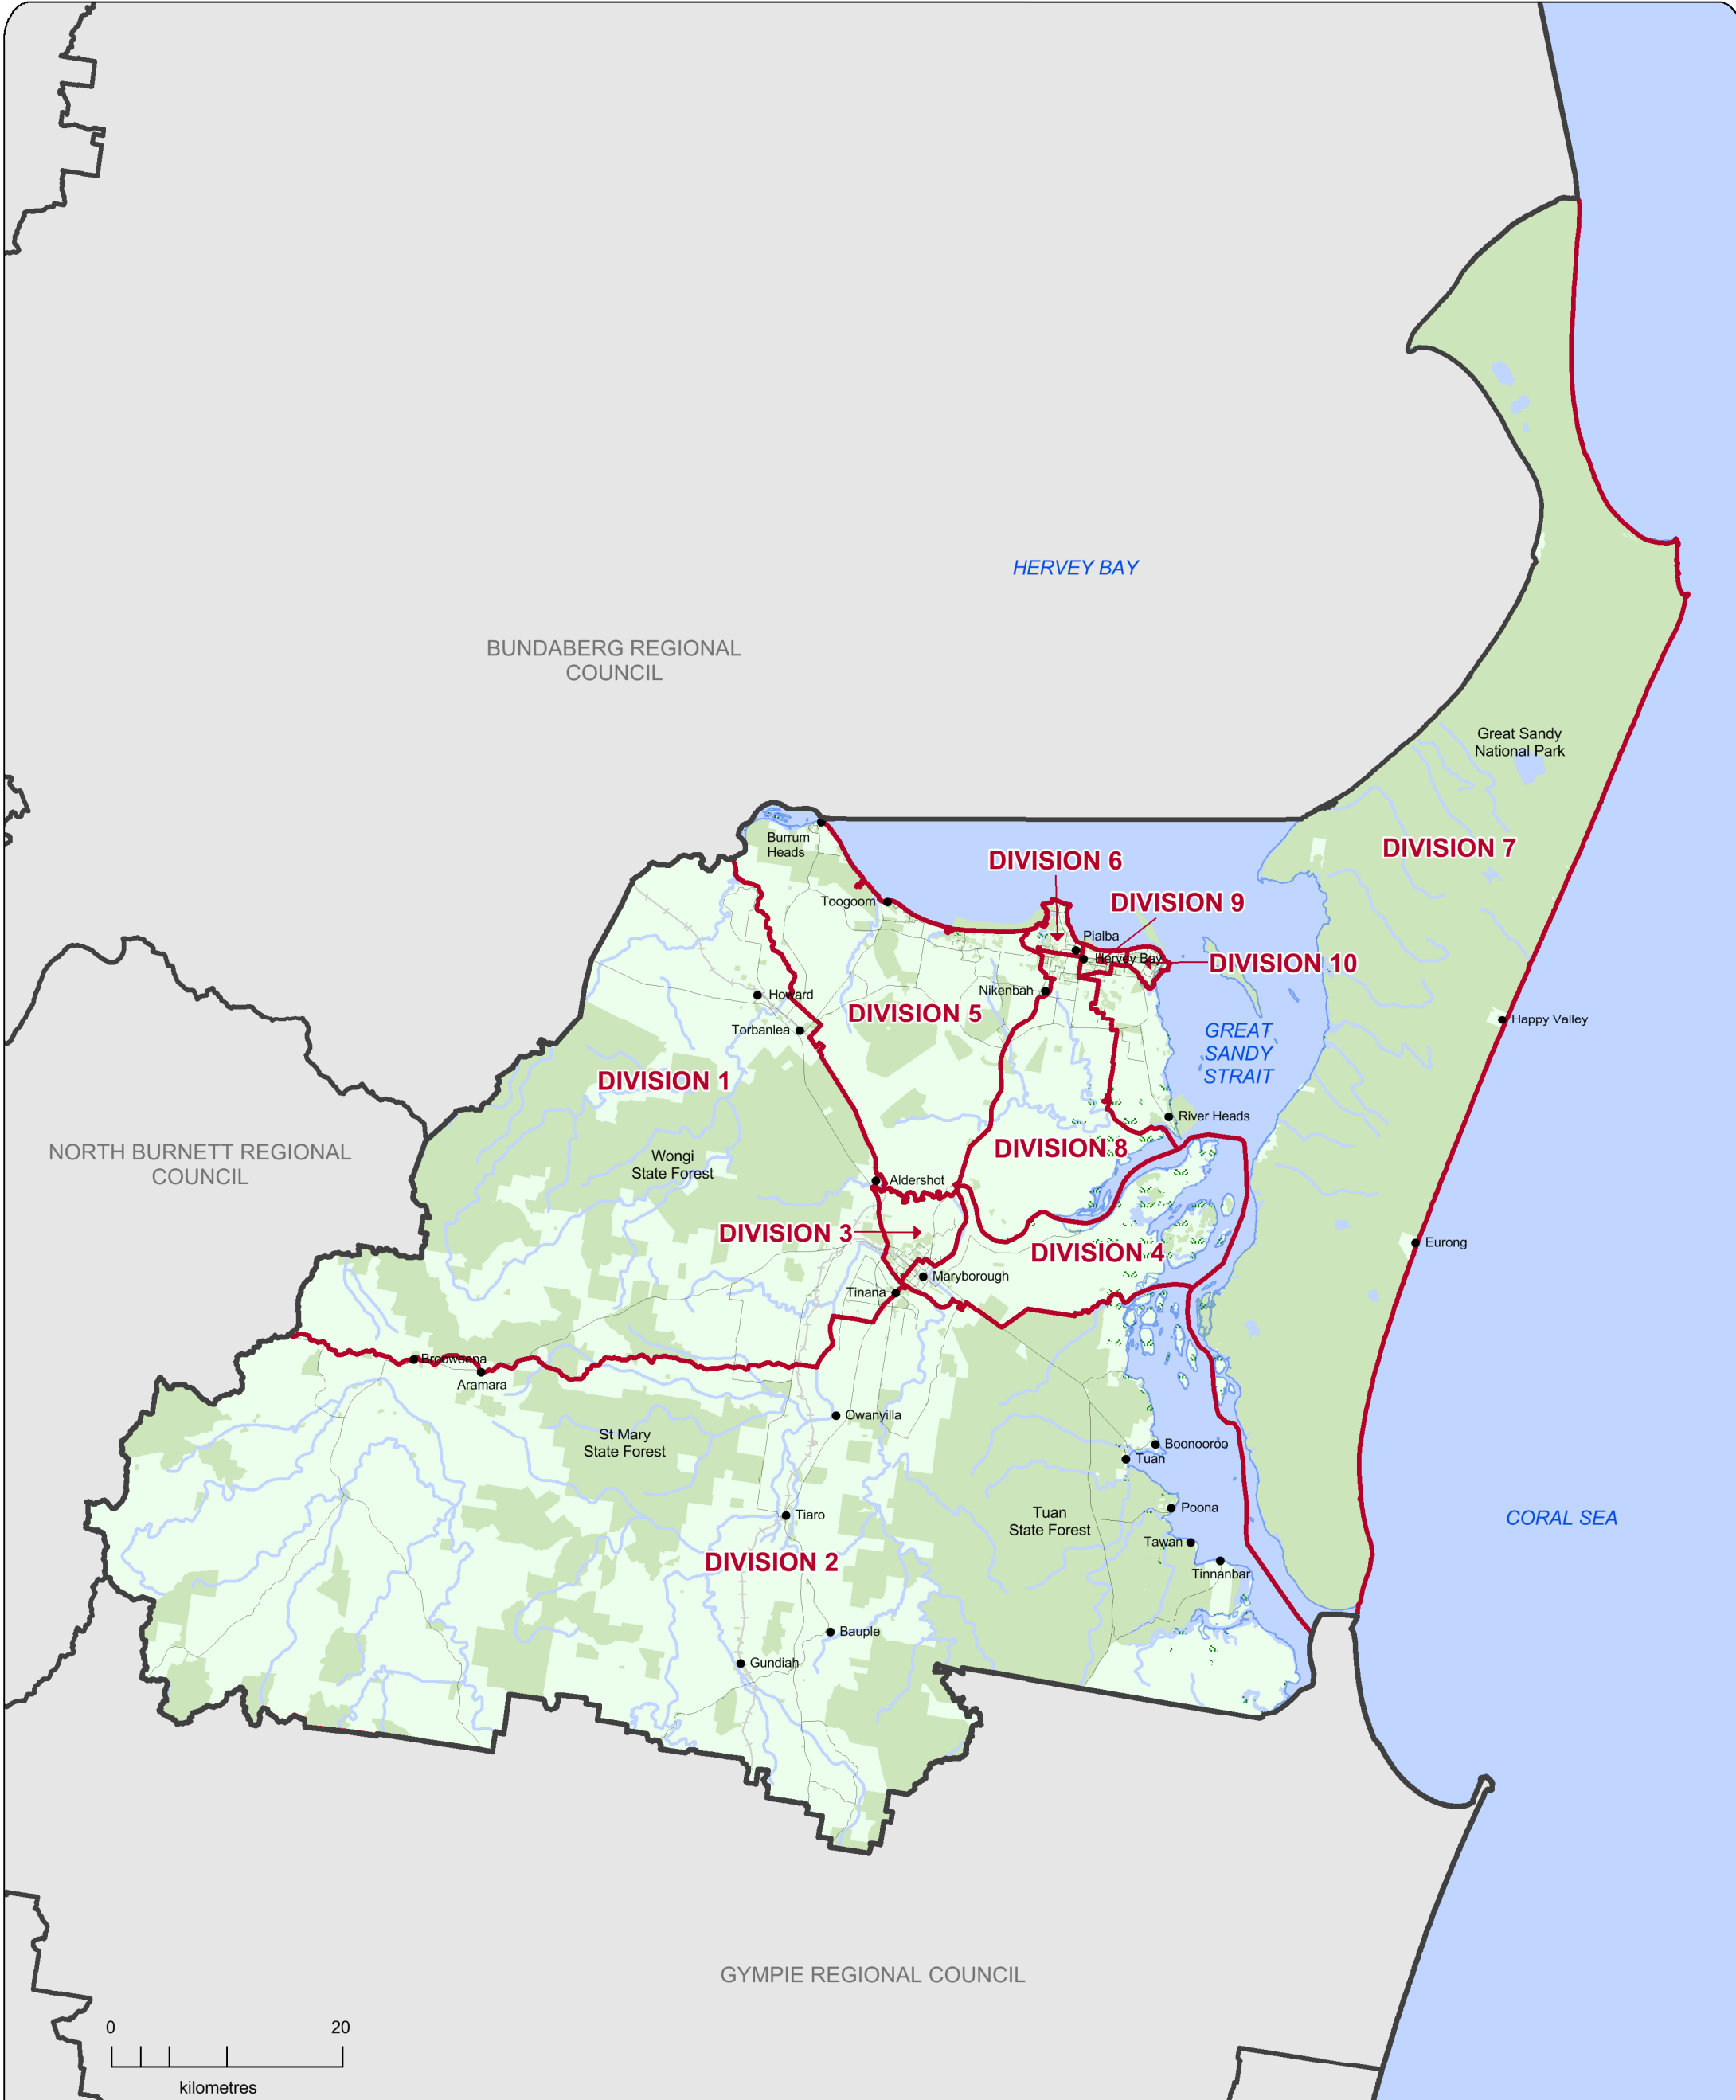 HERVEY BAY
BUNDABERG REGIONAL
COUNCIL
Great Sandy
National Park
Burrum
Heads
DIVISION 6
DIVISION 7
Toogoom
DIVISION 9
Pialba
Hervey Bay
DIVISION 10
Nikenbah
Howard
DIVISION 5
Happy Valley
Torbanlea
GREAT
SANDY
STRAIT
DIVISION 1
River Heads
NORTH BURNETT REGIONAL
COUNCIL
DIVISION 8
Wongi
State Forest
Aldershot
DIVISION 3
DIVISION 4
Eurong
Maryborough
Tinana
Brooweena
Aramara
Owanyilla
St Mary
State Forest
Boonooroo
Tuan
Poona
Tuan
State Forest
CORAL SEA
Tiaro
Tawan
DIVISION 2
Tinnanbar
Bauple
Gundiah
GYMPIE REGIONAL COUNCIL
0 20
kilometres